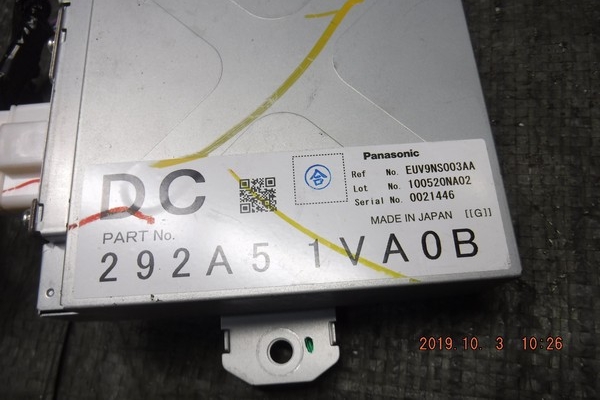 DC
合
Panasonic
Ref No. EUV9NS003AA
Lot No. 100520NA02
Serial No. 0021446
MADE IN JAPAN [[G]]
PART No.
292A5 1VA0B
2019.10. 3 10:26